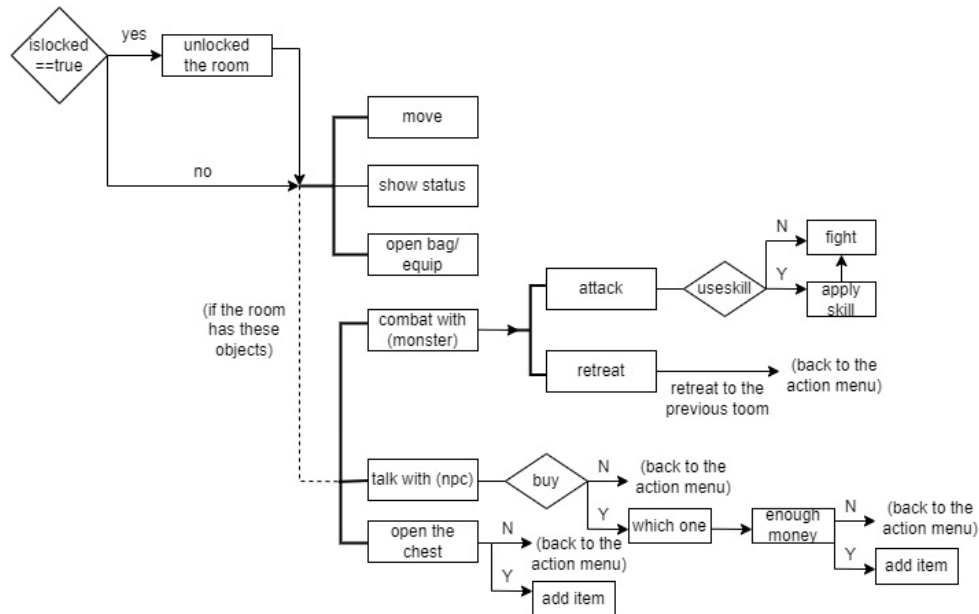 islocked
==true
yes
unlocked
the room
no
move
show status
open bag/
equip
(if the room
has these
objects)
combat with
(monster)
attack
useskill
N
fight
Y
apply
skill
retreat
retreat to the
previous toom
(back to the
action menu)
talk with (npc)
buy
N
(back to the
action menu)
Y
which one
enough
money
N
(back to the
action menu)
Y
add item
open the
chest
N
(back to the
action menu)
Y
add item